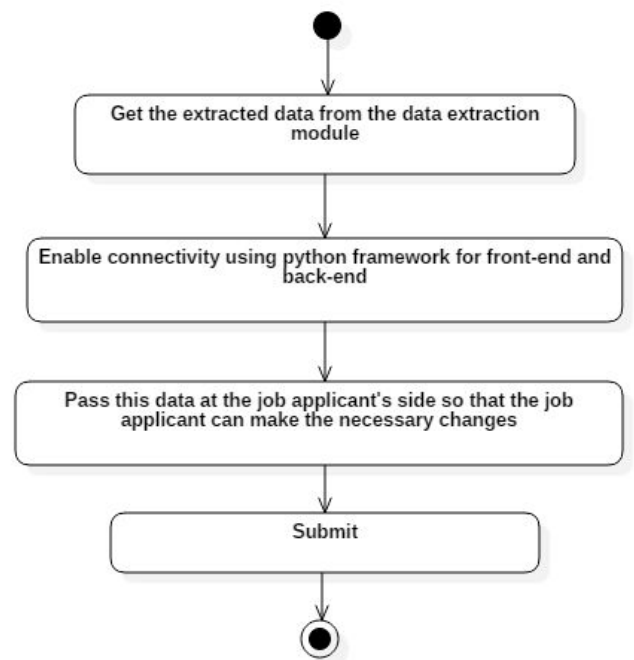 Get the extracted data from the data extraction
module
Enable connectivity using python framework for front-end and
back-end
Pass this data at the job applicant's side so that the job
applicant can make the necessary changes
Submit